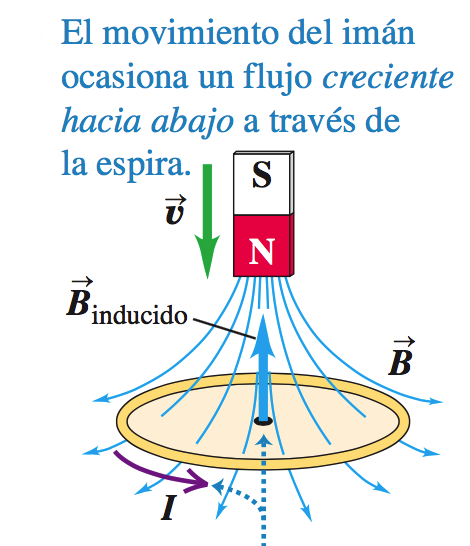 El movimiento del imán
ocasiona un flujo creciente
hacia abajo a través de
la espira.
S
v
N
B inducido
B
I